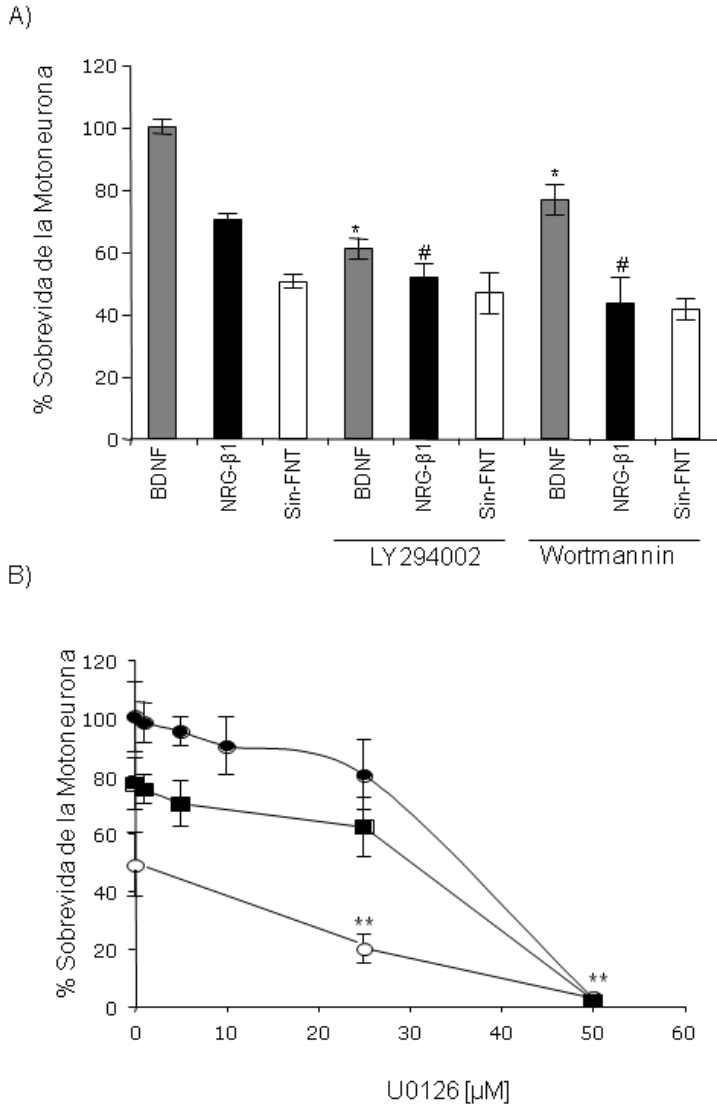 A)
% Sobrevida de la Motoneurona
120
100
80
60
40
20
0
*
#
*
#
BDNF
NRG-β1
Sin-FNT
BDNF
NRG-β1
Sin-FNT
BDNF
NRG-β1
Sin-FNT
LY294002
Wortmannin
B)
% Sobrevida de la Motoneurona
120
100
80
60
40
20
0
**
**
0
10
20
30
40
50
60
U0126 [µM]